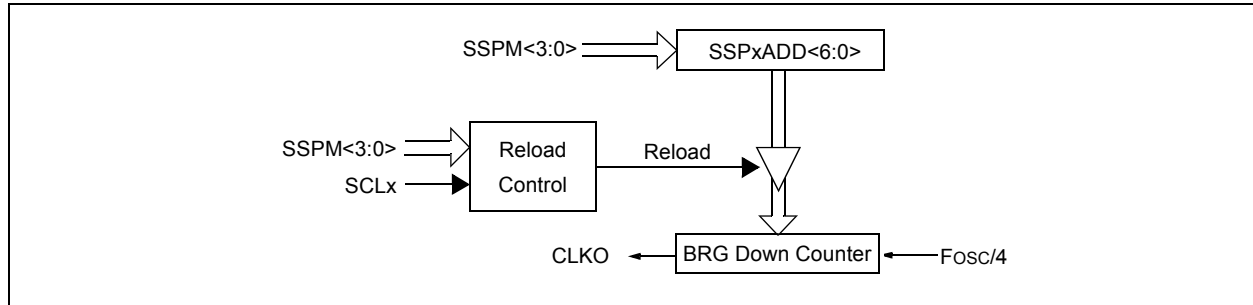 SSPM<3:0>
SSPxADD<6:0>
SSPM<3:0>
SCLx
Reload
Control
Reload
CLKO
BRG Down Counter
FOSC/4